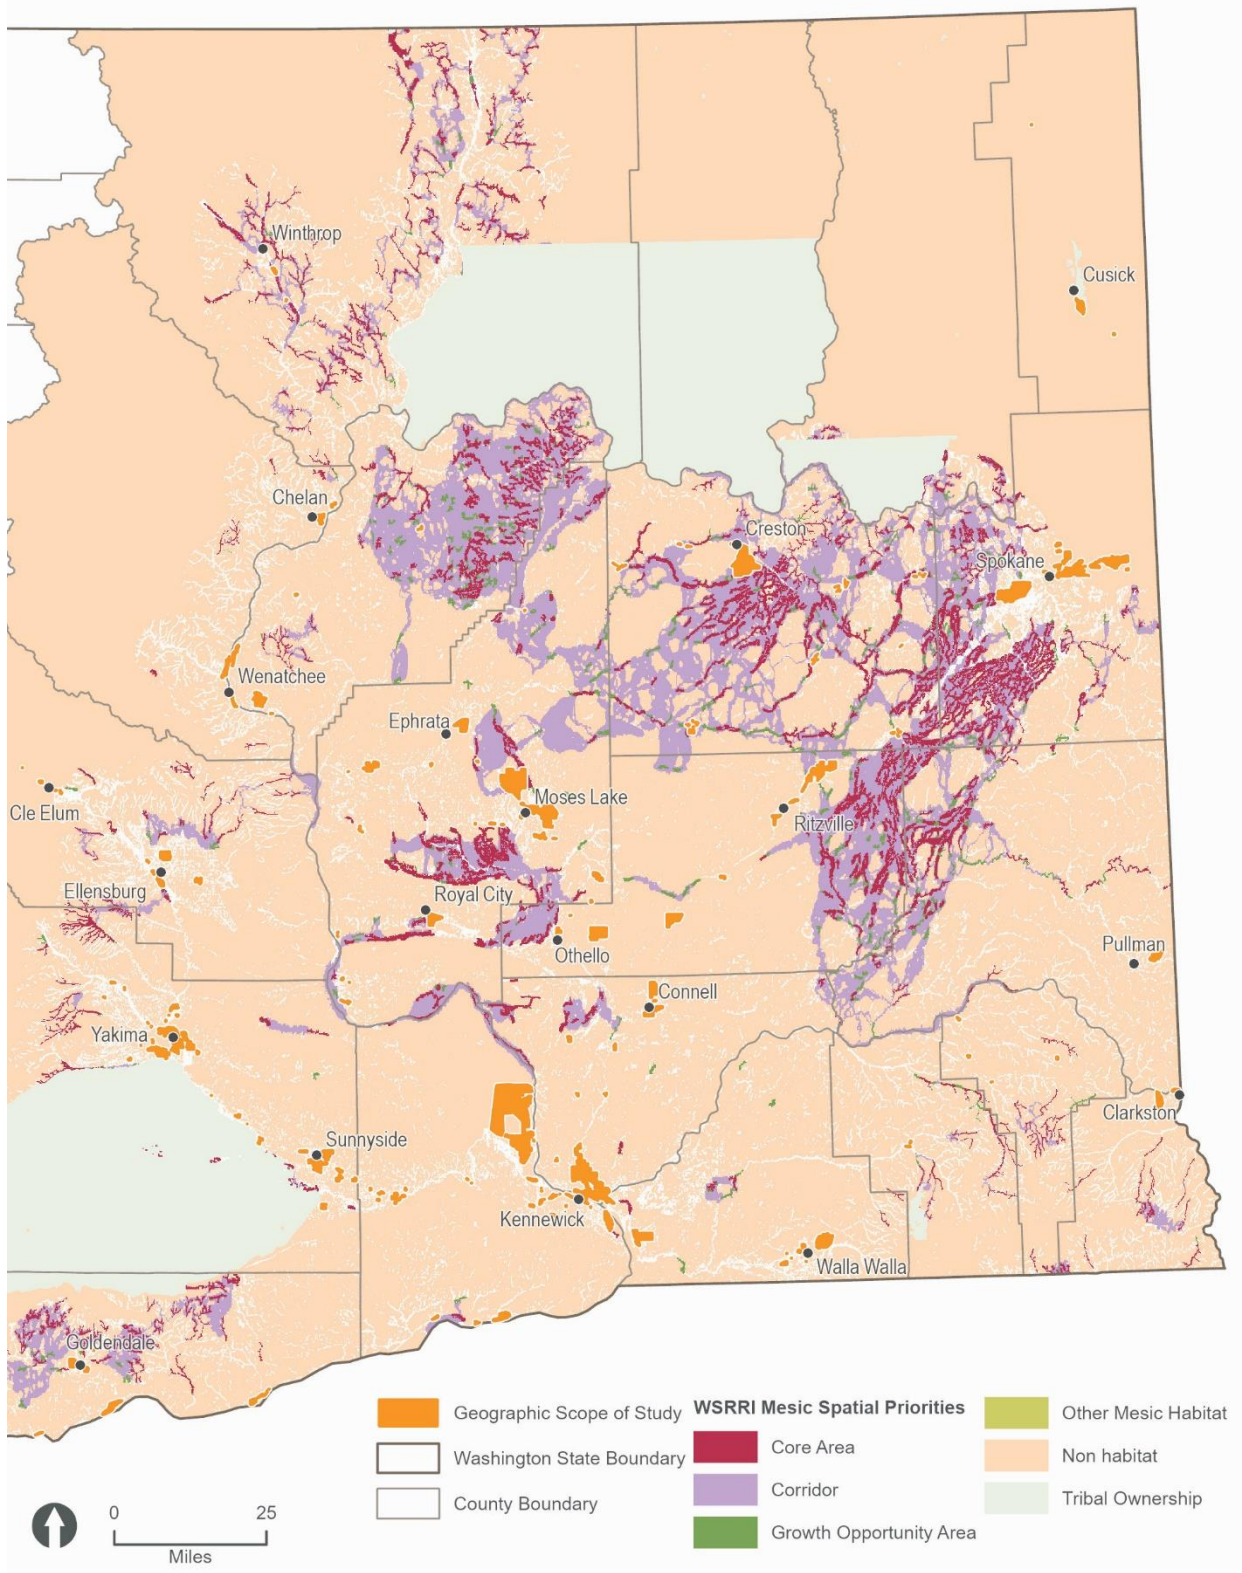 Winthrop
Cusick
Chelan
Creston
Spokane
Wenatchee
Ephrata
Cle Elum
Moses Lake
Ritzville
Ellensburg
Royal City
Othello
Pullman
Connell
Yakima
Clarkston
Sunnyside
Kennewick
Walla Walla
Goldendale
Geographic Scope of Study
Washington State Boundary
County Boundary
WSRRI Mesic Spatial Priorities
Core Area
Corridor
Growth Opportunity Area
Other Mesic Habitat
Non habitat
Tribal Ownership
0 25
Miles